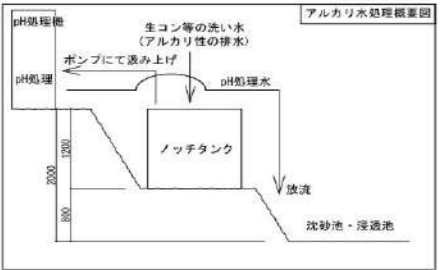 アルカリ水処理概要図
pH処理機
生コン等の洗い水
(アルカリ性の排水)
ポンプにて汲み上げ
pH処理
pH処理水
ノッチタンク
1200
2000
800
放流
沈砂池・浸透池